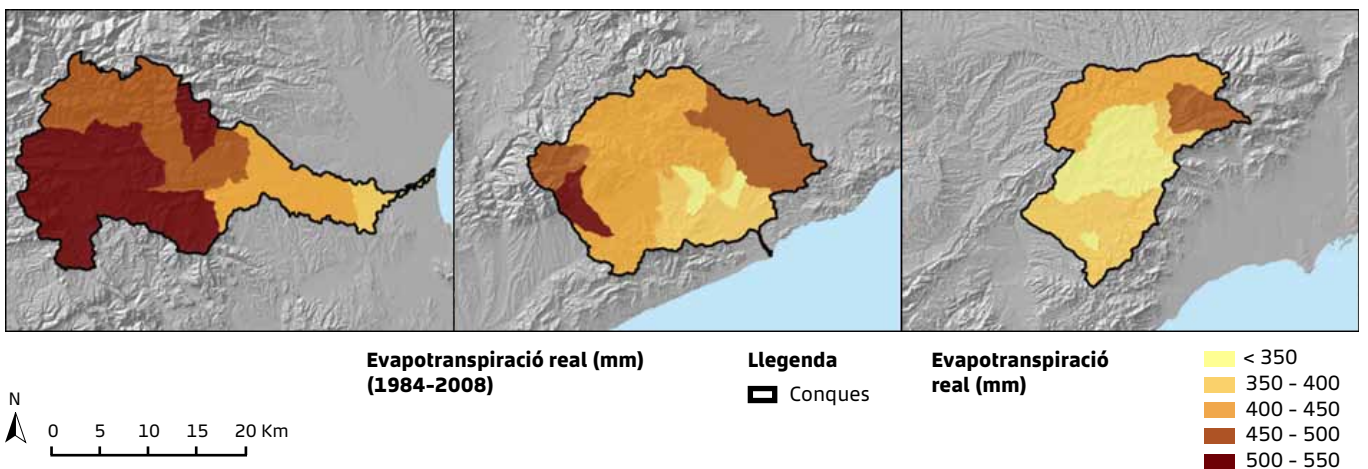 Evapotranspiració real (mm)
(1984–2008)
Llegenda
Conques
Evapotranspiració
real (mm)
< 350
350 - 400
400 - 450
450 - 500
500 - 550
N
0 5 10 15 20 Km